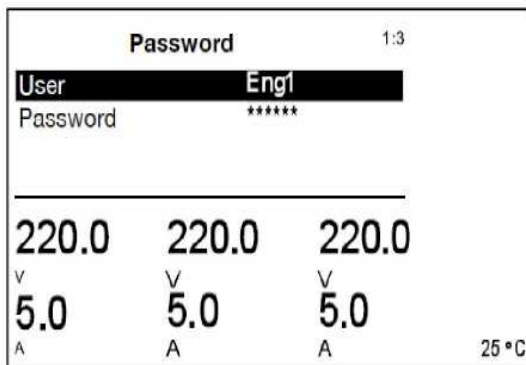 Password 1:3
User Eng1
Password ******
220.0 220.0 220.0
V V V
5.0 5.0 5.0
A A A 25 °C